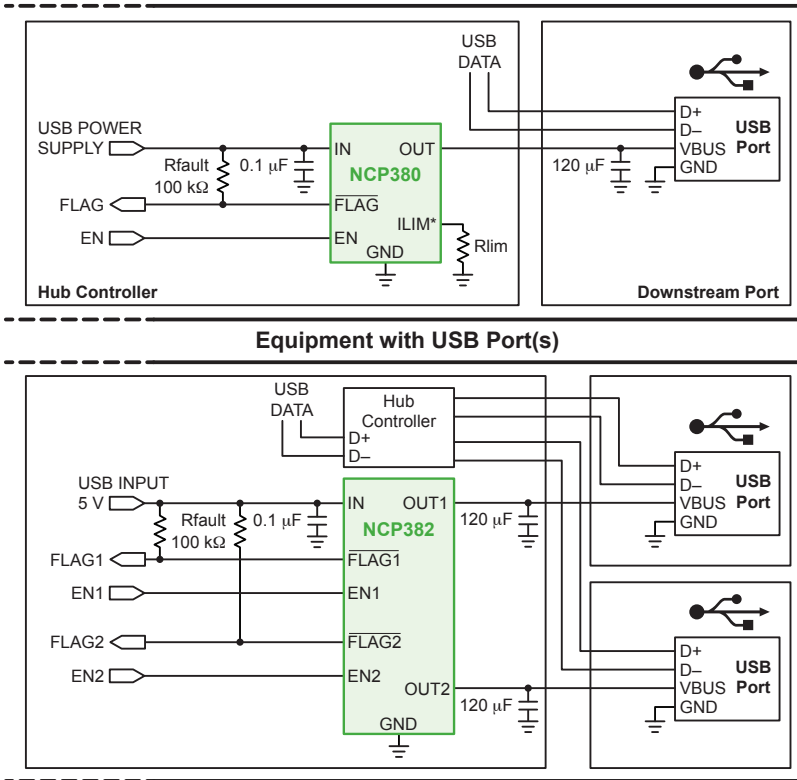 USB
DATA
D+
D–
VBUS
GND
USB
Port
USB POWER
SUPPLY
Rfault
100 kΩ
0.1 μF
IN
OUT
NCP380
120 μF
FLAG
FLAG
ILIM*
Rlim
EN
EN
GND
Hub Controller
Downstream Port
Equipment with USB Port(s)
USB
DATA
Hub
Controller
D+
D–
D+
D–
VBUS
GND
USB
Port
USB INPUT
5 V
Rfault
100 kΩ
0.1 μF
IN
OUT1
NCP382
120 μF
FLAG1
FLAG1
EN1
EN1
FLAG2
FLAG2
EN2
EN2
OUT2
120 μF
GND
D+
D–
VBUS
GND
USB
Port